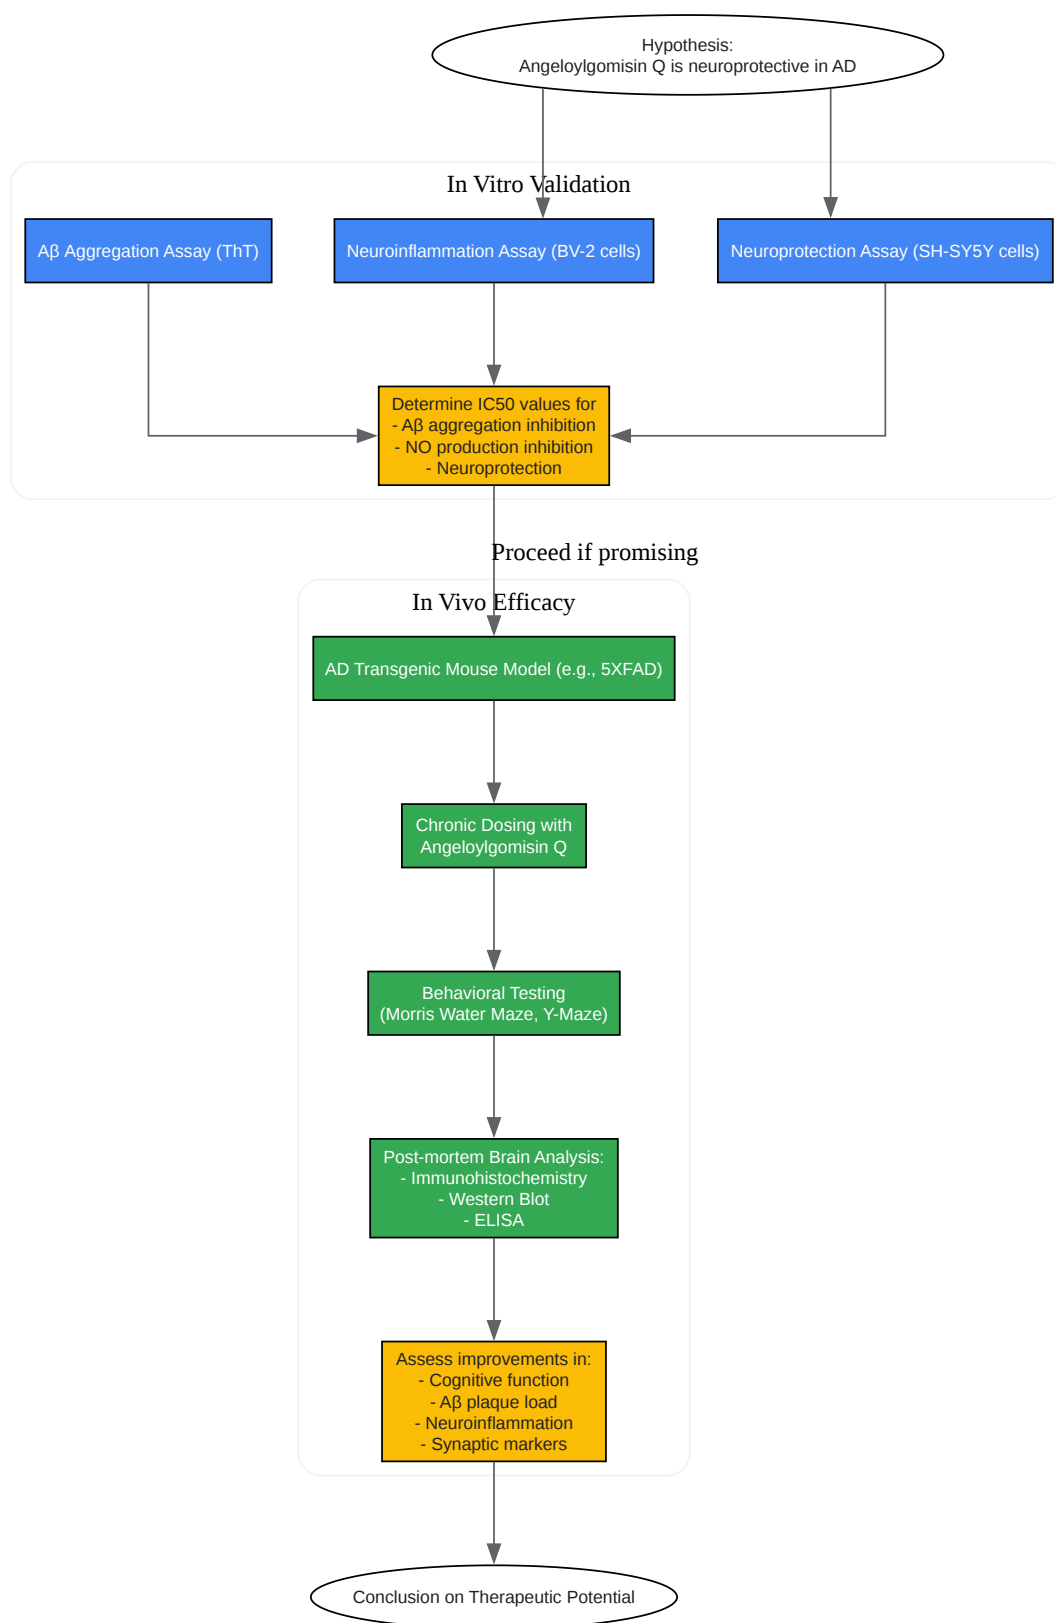 Hypothesis:
Angeloylgomisin Q is neuroprotective in AD
In Vitro Validation
Aβ Aggregation Assay (ThT)
Neuroinflammation Assay (BV-2 cells)
Neuroprotection Assay (SH-SY5Y cells)
Determine IC50 values for
- Aβ aggregation inhibition
- NO production inhibition
- Neuroprotection
Proceed if promising
In Vivo Efficacy
AD Transgenic Mouse Model (e.g., 5XFAD)
Chronic Dosing with
Angeloylgomisin Q
Behavioral Testing
(Morris Water Maze, Y-Maze)
Post-mortem Brain Analysis:
- Immunohistochemistry
- Western Blot
- ELISA
Assess improvements in:
- Cognitive function
- Aβ plaque load
- Neuroinflammation
- Synaptic markers
Conclusion on Therapeutic Potential